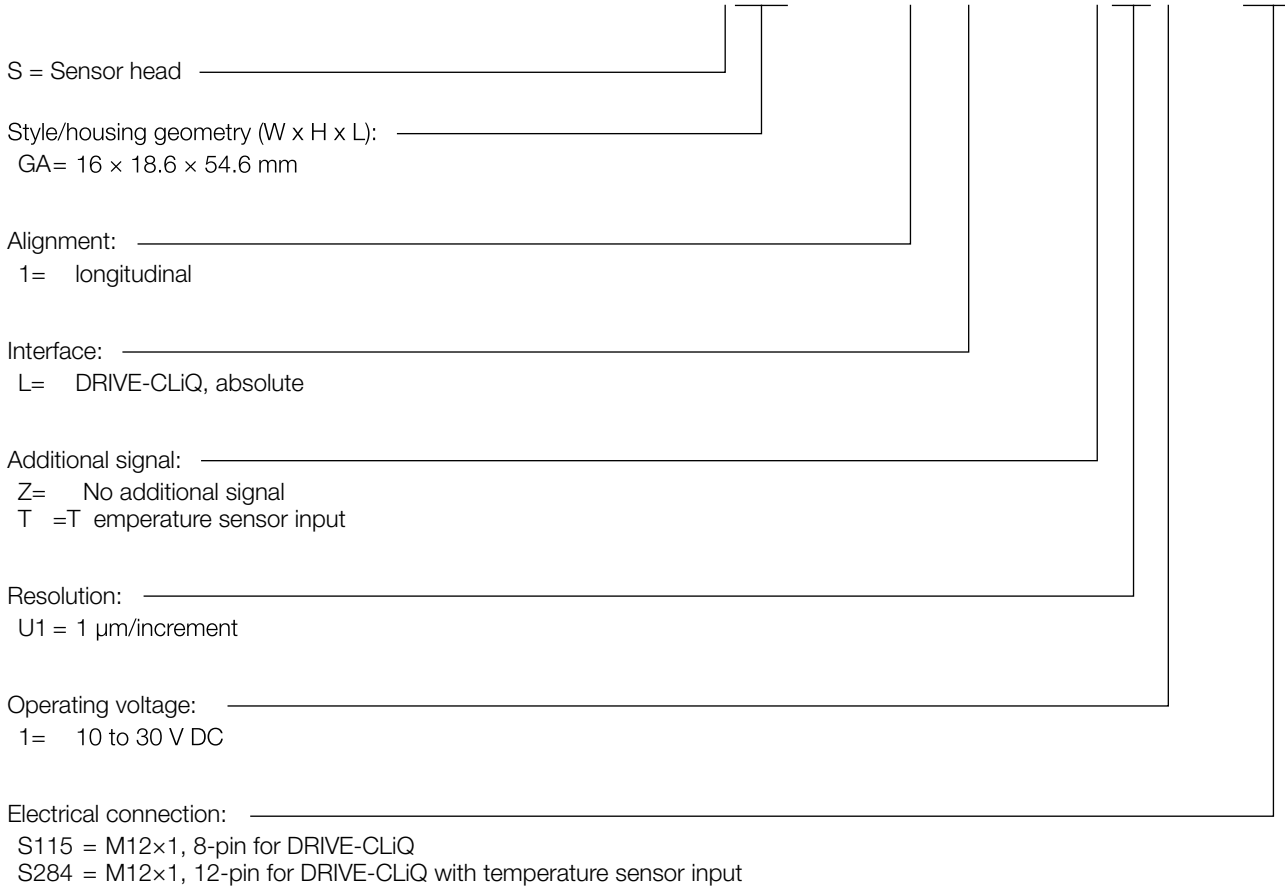 S = Sensor head
Style/housing geometry (W x H x L):
GA= 16 × 18.6 × 54.6 mm
Alignment:
1= longitudinal
Interface:
L= DRIVE-CLiQ, absolute
Additional signal:
Z= No additional signal
T =T emperature sensor input
Resolution:
U1 = 1 µm/increment
Operating voltage:
1= 10 to 30 V DC
Electrical connection:
S115 = M12×1, 8-pin for DRIVE-CLiQ
S284 = M12×1, 12-pin for DRIVE-CLiQ with temperature sensor input